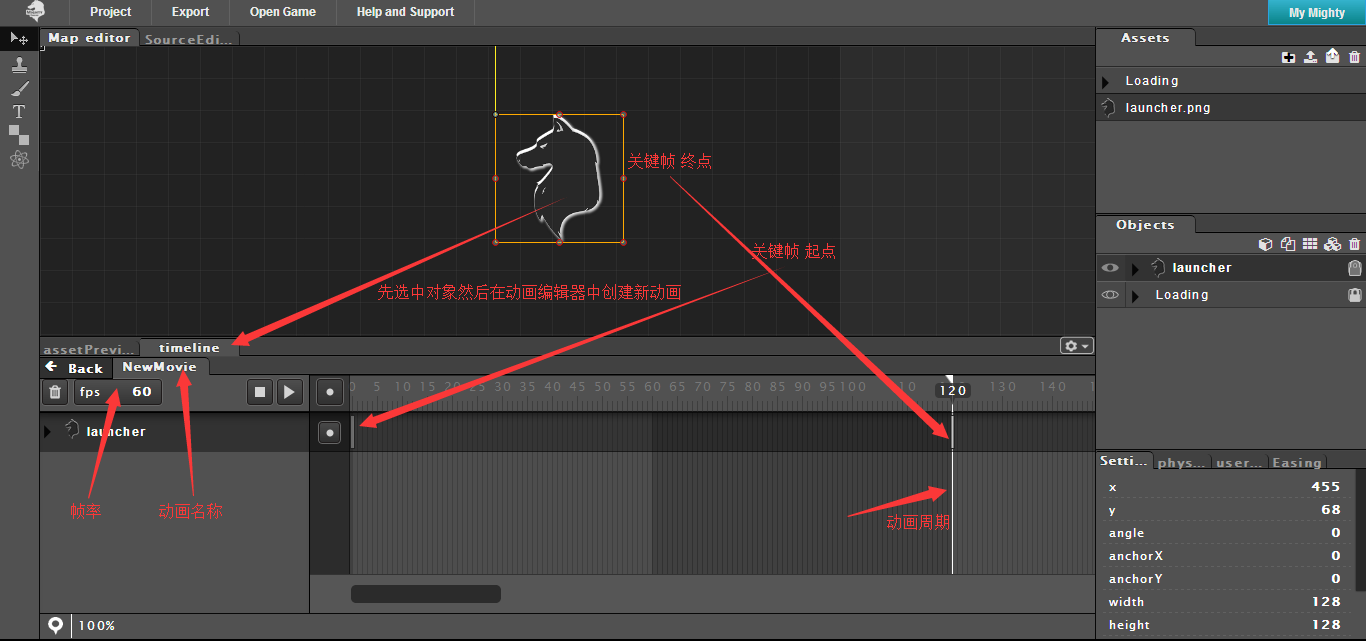 Project Export Open Game Help and Support My Mighty
Map editor SourceEdi...
Assets
Loading
launcher.png
T
关键帧 终点
关键帧 起点
先选中对象然后在动画编辑器中创建新动画
Objects
launcher
Loading
assetPrevi... timeline
Back NewMovie
fps 60
0 5 10 15 20 25 30 35 40 45 50 55 60 65 70 75 80 85 90 95 100 110 120 130 140
launcher
帧率
动画名称
动画周期
Setti... phys... user... Easing
x 455
y 68
angle 0
anchorX 0
anchorY 0
width 128
height 128
100%